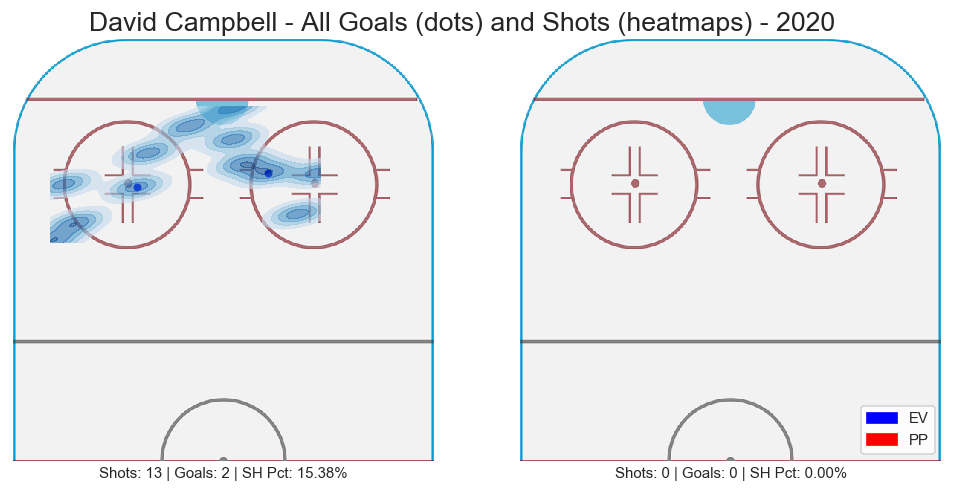 David Campbell - All Goals (dots) and Shots (heatmaps) - 2020
EV
PP
Shots: 13 | Goals: 2 | SH Pct: 15.38%
Shots: 0 | Goals: 0 | SH Pct: 0.00%